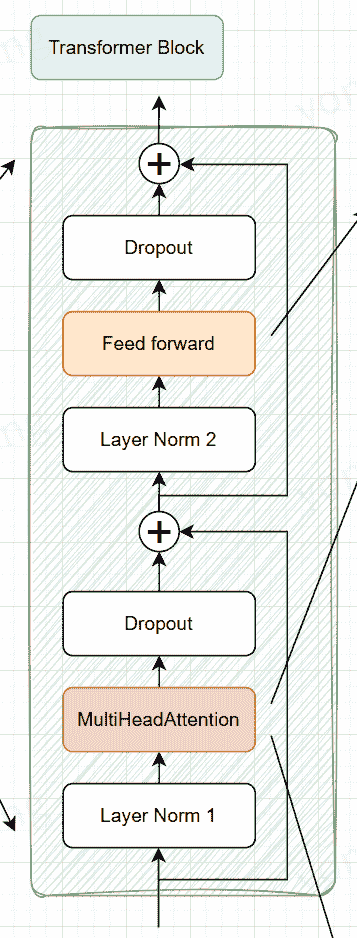 Transformer Block
Dropout
Feed forward
Layer Norm 2
Dropout
MultiHeadAttention
Layer Norm 1